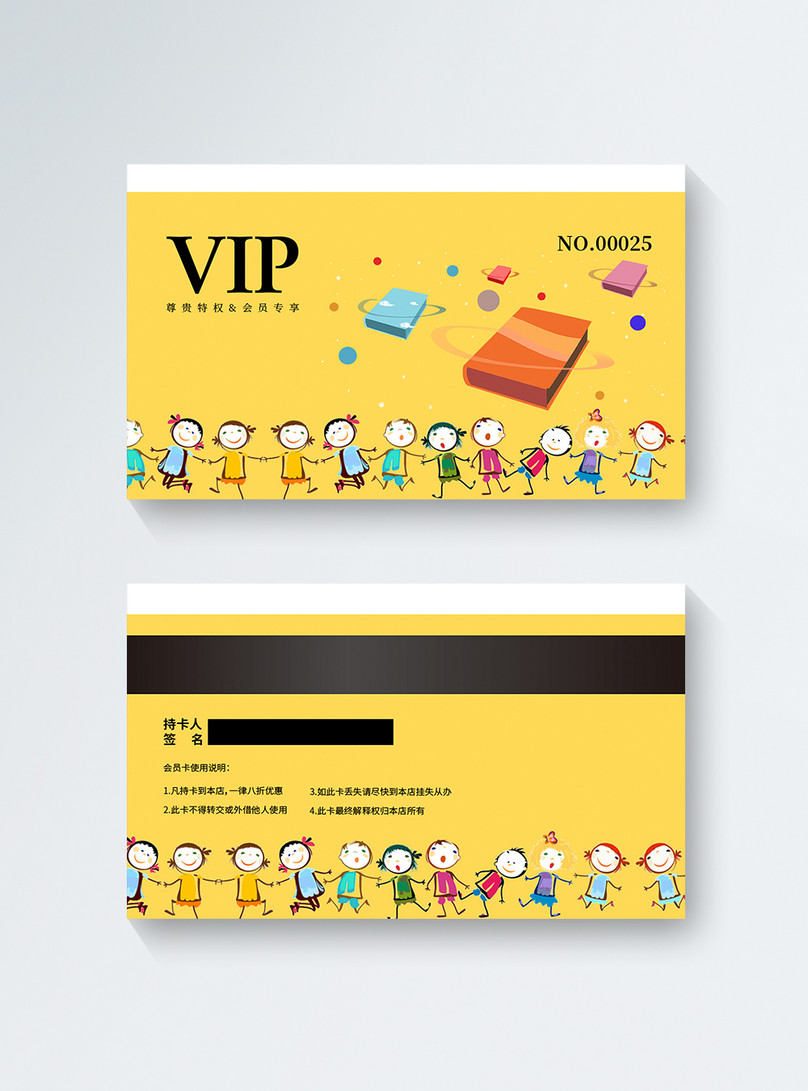 VIP
尊贵特权&会员专享
NO.00025
持卡人
签 名
会员卡使用说明:
1.凡持卡到本店,一律八折优惠
2.此卡不得转交或外借他人使用
3.如此卡丢失请尽快到本店挂失从办
4.此卡最终解释权归本店所有